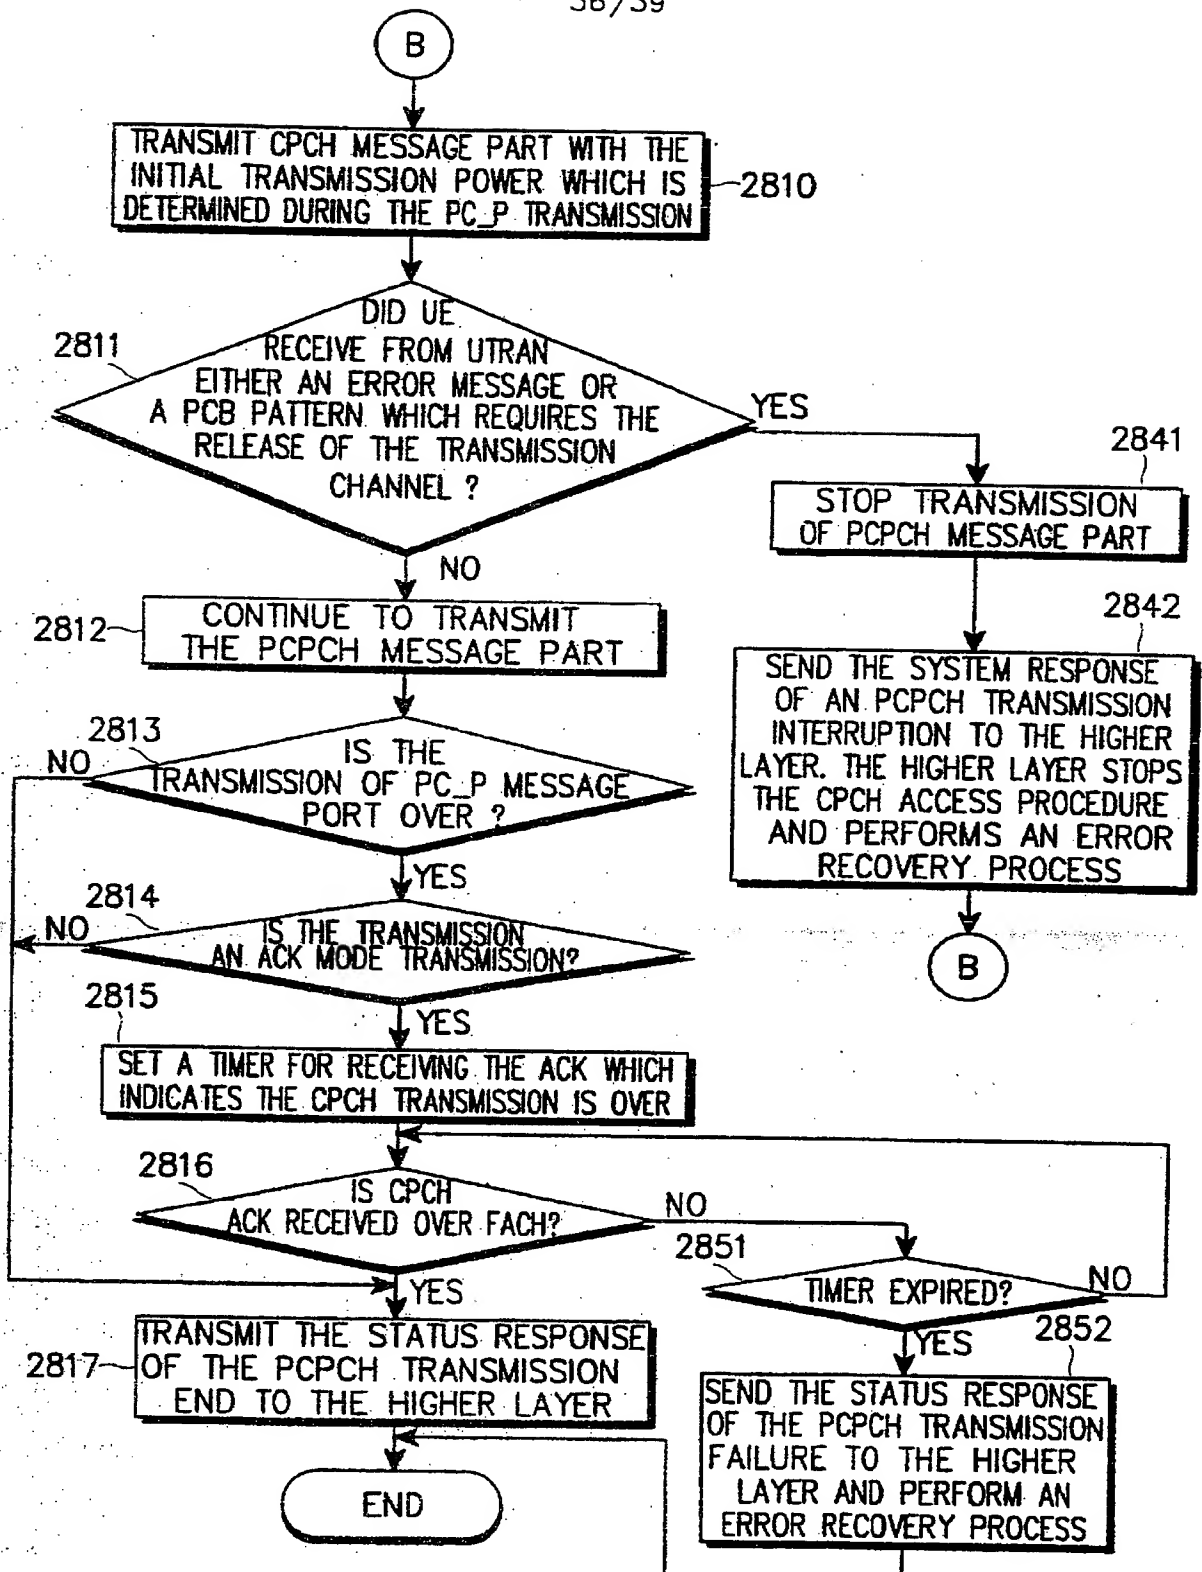 38/39
B
TRANSMIT CPCH MESSAGE PART WITH THE
INITIAL TRANSMISSION POWER WHICH IS
DETERMINED DURING THE PC_P TRANSMISSION
2810
2811
DID UE
RECEIVE FROM UTRAN
EITHER AN ERROR MESSAGE OR
A PCB PATTERN WHICH REQUIRES THE
RELEASE OF THE TRANSMISSION
CHANNEL ?
YES
NO
2841
STOP TRANSMISSION
OF PCPCH MESSAGE PART
2812
CONTINUE TO TRANSMIT
THE PCPCH MESSAGE PART
2842
SEND THE SYSTEM RESPONSE
OF AN PCPCH TRANSMISSION
INTERRUPTION TO THE HIGHER
LAYER. THE HIGHER LAYER STOPS
THE CPCH ACCESS PROCEDURE
AND PERFORMS AN ERROR
RECOVERY PROCESS
B
2813
NO
IS THE
TRANSMISSION OF PC_P MESSAGE
PORT OVER ?
YES
2814
NO
IS THE TRANSMISSION
AN ACK MODE TRANSMISSION?
YES
2815
SET A TIMER FOR RECEIVING THE ACK WHICH
INDICATES THE CPCH TRANSMISSION IS OVER
2816
IS CPCH
ACK RECEIVED OVER FACH?
NO
YES
2851
TIMER EXPIRED?
NO
YES
2817
TRANSMIT THE STATUS RESPONSE
OF THE PCPCH TRANSMISSION
END TO THE HIGHER LAYER
2852
SEND THE STATUS RESPONSE
OF THE PCPCH TRANSMISSION
FAILURE TO THE HIGHER
LAYER AND PERFORM AN
ERROR RECOVERY PROCESS
END